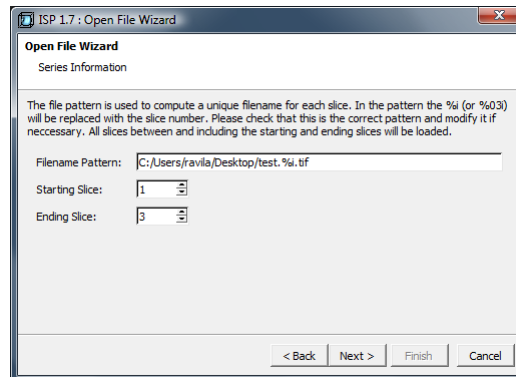 ISP 1.7 : Open File Wizard
Open File Wizard
Series Information
The file pattern is used to compute a unique filename for each slice. In the pattern the %i (or %03i)
will be replaced with the slice number. Please check that this is the correct pattern and modify it if
neccessary. All slices between and including the starting and ending slices will be loaded.
Filename Pattern: C:/Users/ravila/Desktop/test.%i.tif
Starting Slice: 1
Ending Slice: 3
< Back Next > Finish Cancel